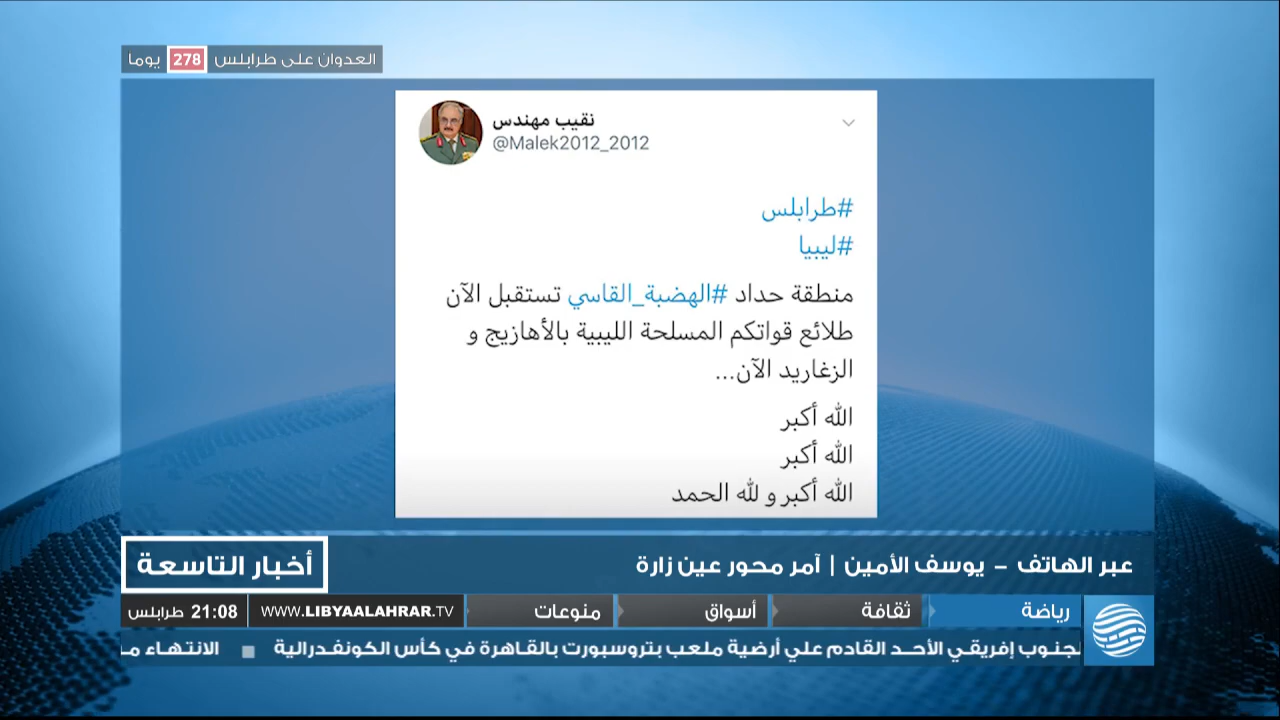 العدوان على طرابلس 278 يوما
نقيب مهندس
@Malek2012_2012
#طرابلس
#ليبيا
منطقة حداد #الهضبة_القاسي تستقبل الآن
طلائع قواتكم المسلحة الليبية بالأهازيج و
الزغاريد الآن...
الله أكبر
الله أكبر
الله أكبر و لله الحمد
عبر الهاتف – يوسف الأمين | آمر محور عين زارة
أخبار التاسعة
رياضة
ثقافة
أسواق
منوعات
WWW.LIBYAALAHRAR.TV
21:08 طرابلس
لجنوب إفريقي الأحد القادم علي أرضية ملعب بتروسبورت بالقاهرة في كأس الكونفدرالية ■ الانتهاء